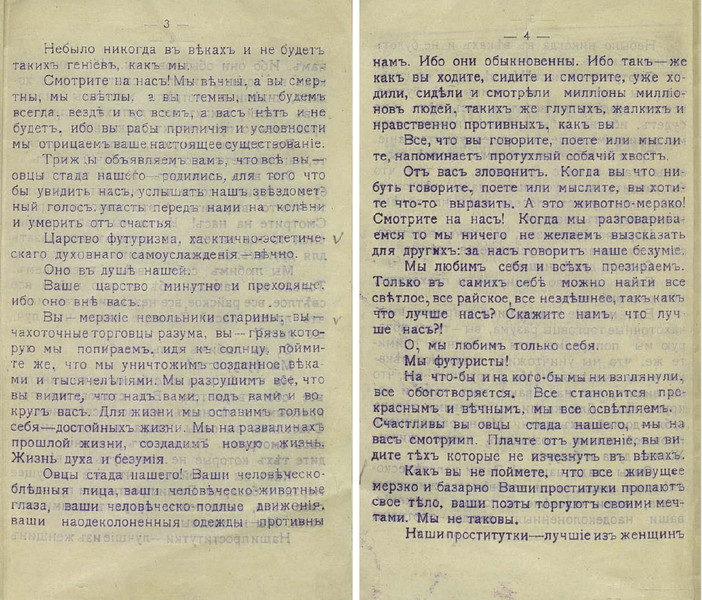 — 3 —
Небыло никогда въ вѣкахъ и не будетъ
такихъ геніевъ, какъ мы.
Смотрите на насъ! Мы вѣчны, а вы смер-
тны, мы свѣтлы, а вы темны, мы будемъ
всегда, вездѣ и во всемъ, а васъ нѣтъ и не
будетъ, ибо вы рабы приличія и условности
мы отрицаемъ ваше настоящее существованіе.
Трижды объявляемъ вамъ, что всѣ вы—
овцы стада нашего—родились, для того что
бы увидить насъ, услышать нашъ звѣздомет-
ный голосъ, упасть передъ нами на колѣни
и умереть отъ счастья
Царство футуризма, хаотично-эстетиче-
скаго духовнаго самоуслажденія—вѣчно.
Оно въ душѣ нашей.
Ваше царство минутно и преходяще,
ибо оно внѣ васъ.
Вы—мерзкіе невольники старины, вы—
чахоточные торговцы разума, вы—грязь кото-
рую мы попираемъ, идя къ солнцу, пойми-
те же, что мы уничтожимъ созданное вѣка-
ми и тысячелѣтіями. Мы разрушимъ все, что
вы видите, что надъ вами, подъ вами и во
кругъ васъ. Для жизни мы оставимъ только
себя—достойныхъ жизни. Мы на развалинахъ
прошлой жизни, создадимъ новую жизнь.
Жизнь духа и безумія.
Овцы стада нашего! Ваши человѣческо-
блѣдныя лица, ваши человѣческо-животные
глаза, ваши человѣческо-подлые движенія,
ваши наодеколоненныя одежды—противны
— 4 —
намъ. Ибо они обыкновенны. Ибо такъ—же
какъ вы ходите, сидите и смотрите, уже хо-
дили, сидѣли и смотрѣли милліоны милліо-
новъ людей, такихъ же глупыхъ, жалкихъ и
нравственно противныхъ, какъ вы
Все, что вы говорите, поете или мысли
те, напоминаетъ протухлый собачій хвостъ.
Отъ васъ зловонитъ. Когда вы что ни-
будь говорите, поете или мыслите, вы хоти-
те что-то выразить. А это животно-мерзко!
Смотрите на насъ! Когда мы разговарива-
емся то мы ничего не желаемъ высказать
для другихъ: за насъ говоритъ наше безуміе.
Мы любимъ себя и всѣхъ презираемъ.
Только въ самихъ себѣ можно найти все
свѣтлое, все райское, все нездѣшнее, такъ какъ
что лучше насъ? Скажите намъ, что луч
ше насъ?!
О, мы любимъ только себя.
Мы футуристы!
На что-бы и на кого-бы мы ни взглянули,
все обоготворяется. Все становится пре-
краснымъ и вѣчнымъ, мы все освѣтляемъ.
Счастливы вы овцы стада нашего, мы на
васъ смотримъ. Плачте отъ умиленіе, вы ви-
дите тѣхъ которые не изчезнутъ въ вѣкахъ.
Какъ вы не поймете, что все живущее
мерзко и базарно Ваши проститутки продаютъ
свое тѣло, ваши поэты торгуютъ своими меч-
тами. Мы не таковы.
Наши проститутки—лучшіе изъ женщинъ